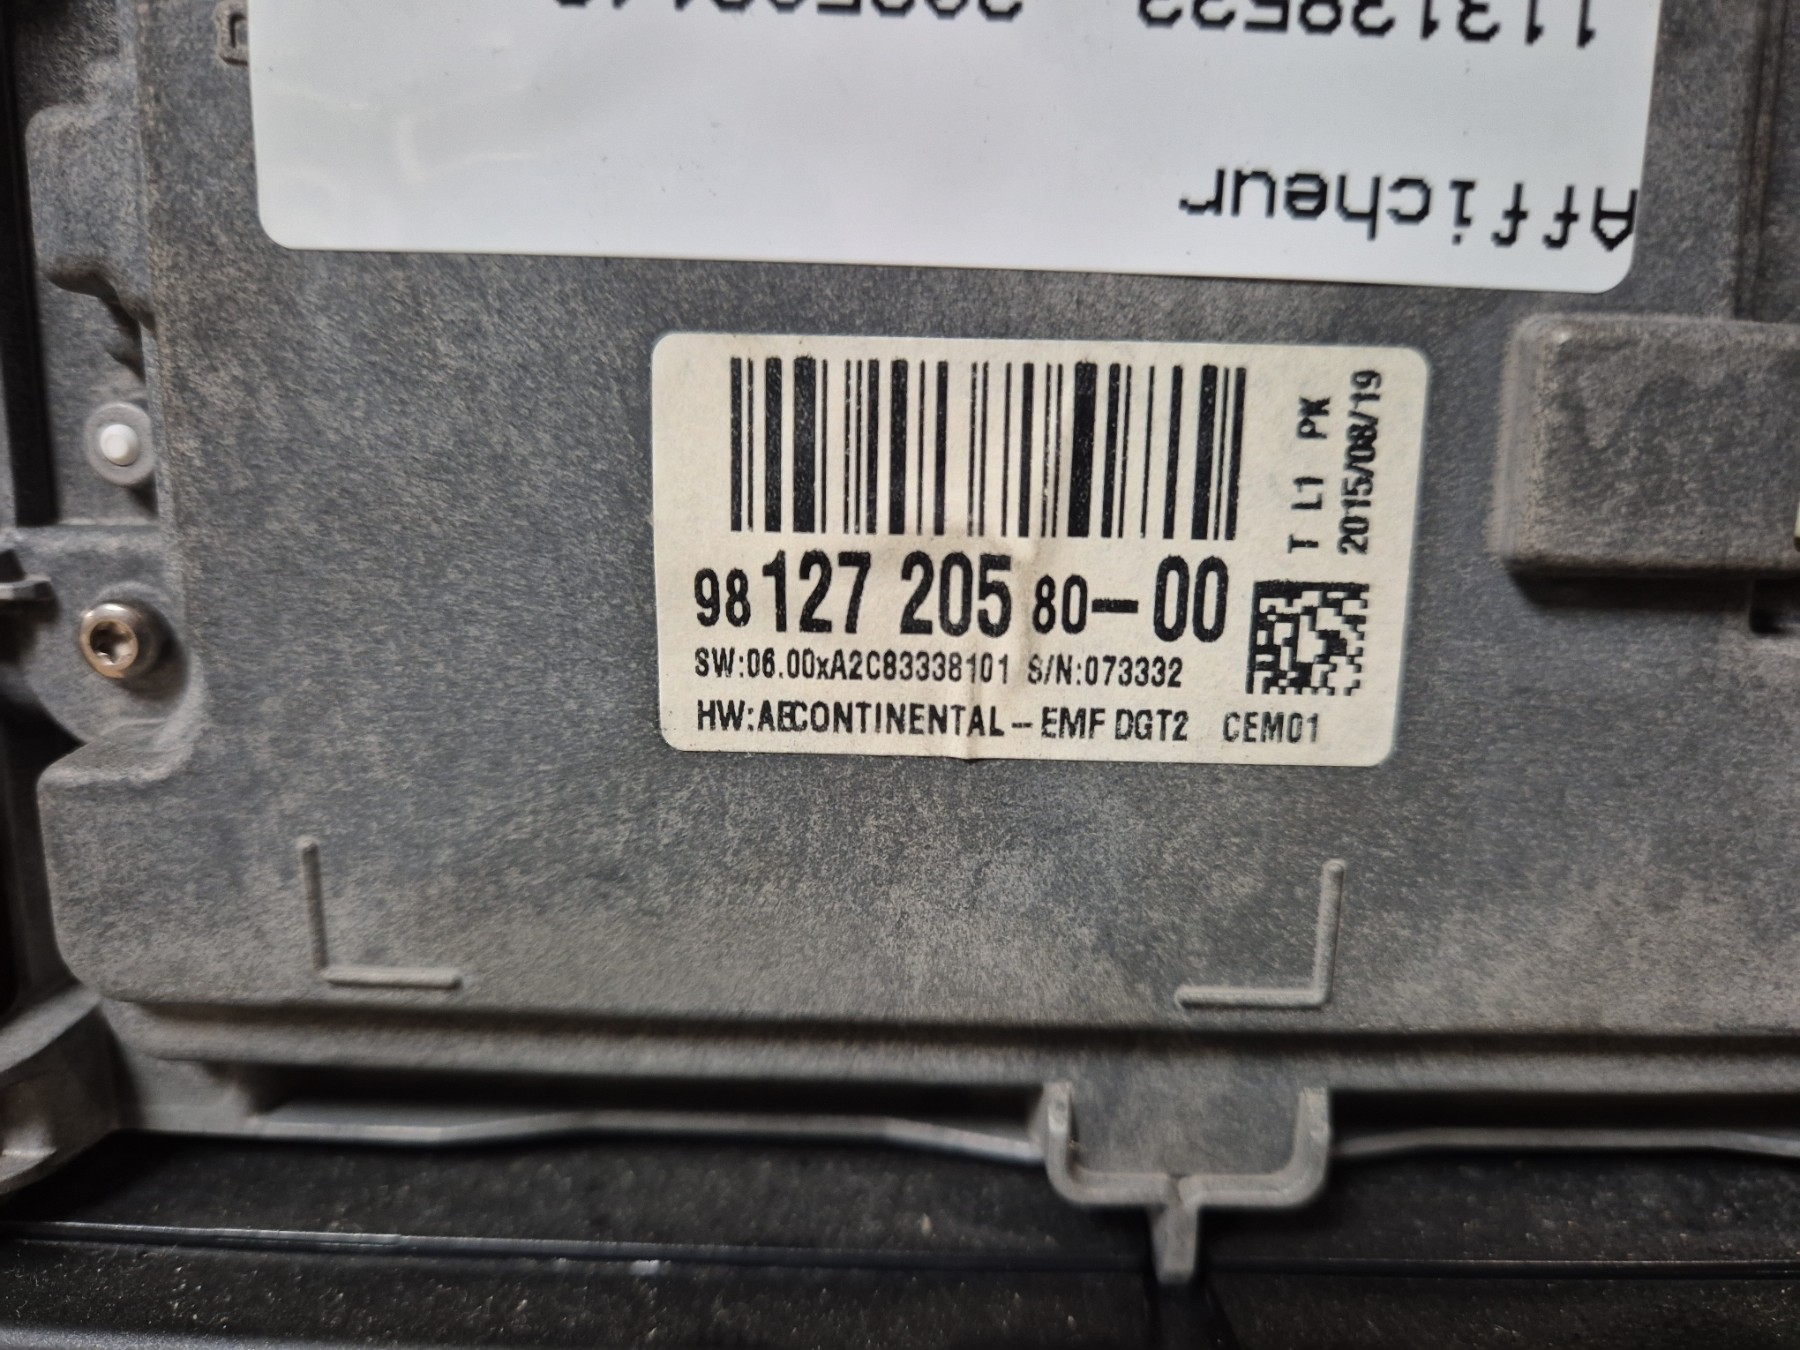 113139533
Afficheur
T L1 PK
2015/08/19
98 127 205 80-00
SW:06.00xA2C83338101 S/N:073332
HW:AECONTINENTAL-EMF DGT2 CEM01